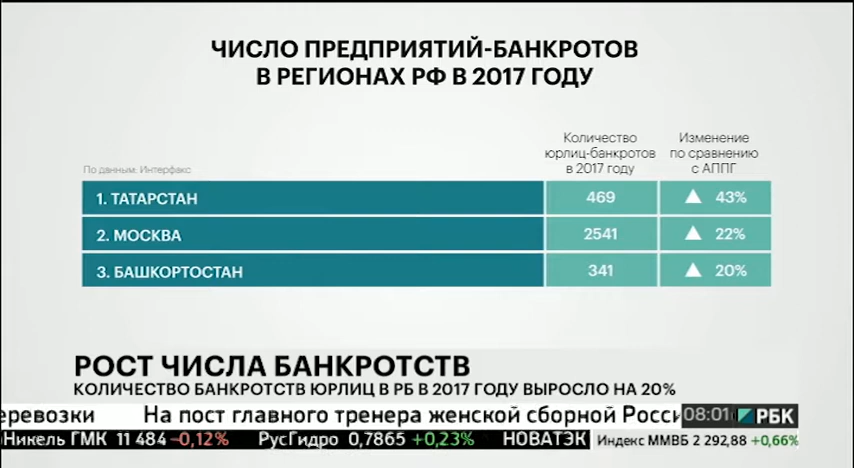 ЧИСЛО ПРЕДПРИЯТИЙ-БАНКРОТОВ
В РЕГИОНАХ РФ В 2017 ГОДУ
По данным: Интерфакс
Количество
юрлиц-банкротов
в 2017 году
Изменение
по сравнению
с АППГ
1. ТАТАРСТАН 469 ▲ 43%
2. МОСКВА 2541 ▲ 22%
3. БАШКОРТОСТАН 341 ▲ 20%
РОСТ ЧИСЛА БАНКРОТСТВ
КОЛИЧЕСТВО БАНКРОТСТВ ЮРЛИЦ В РБ В 2017 ГОДУ ВЫРОСЛО НА 20%
еревозки На пост главного тренера женской сборной Росси 08:01 РБК
аНикель ГМК 11 484 -0,12% РусГидро 0,7865 +0,23% НОВАТЭК Индекс ММВБ 2 292,88 +0,66%